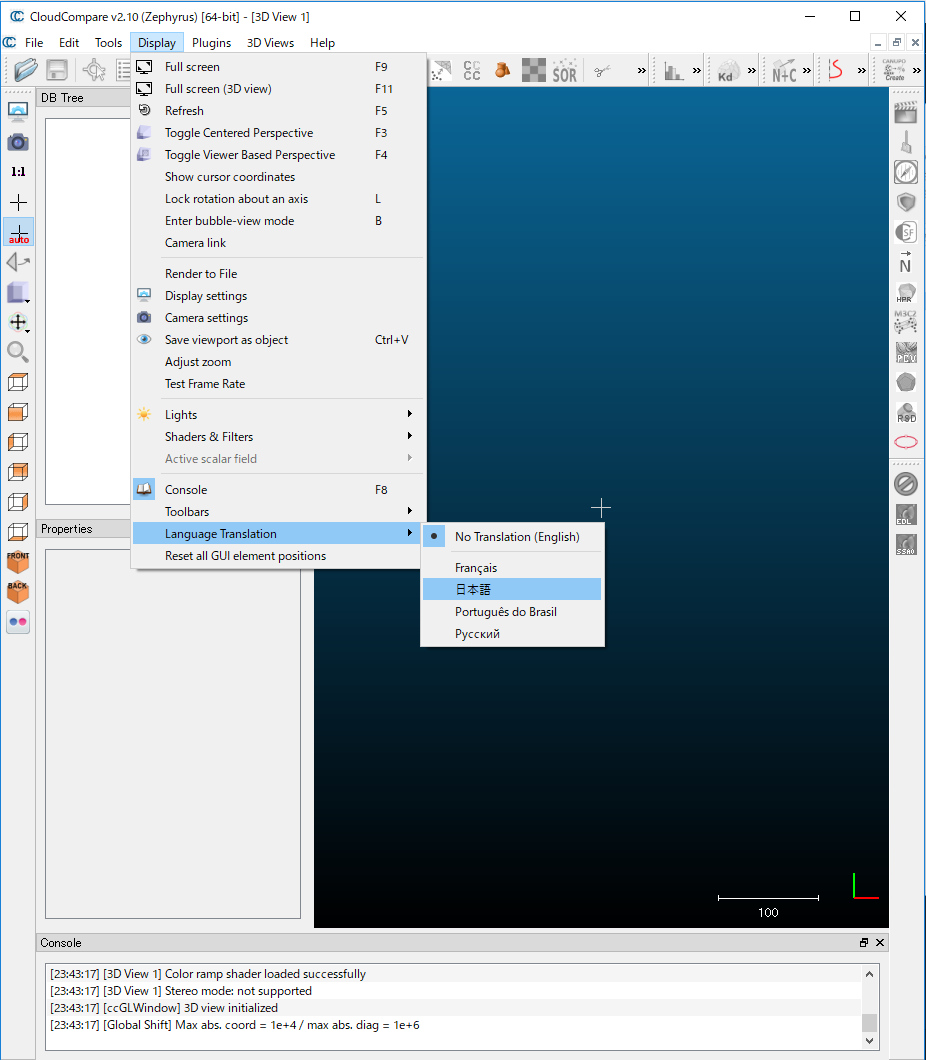 CloudCompare v2.10 (Zephyrus) [64-bit] - [3D View 1]
File Edit Tools Display Plugins 3D Views Help
Full screen F9
Full screen (3D view) F11
Refresh F5
Toggle Centered Perspective F3
Toggle Viewer Based Perspective F4
Show cursor coordinates
Lock rotation about an axis L
Enter bubble-view mode B
Camera link
Render to File
Display settings
Camera settings
Save viewport as object Ctrl+V
Adjust zoom
Test Frame Rate
Lights
Shaders & Filters
Active scalar field
Console F8
Toolbars
Language Translation
Reset all GUI element positions
No Translation (English)
Français
日本語
Português do Brasil
Русский
CC
CC
SOR
»
»
Kd
»
N+C
»
»
CANUPO
Create
»
DB Tree
1:1
auto
FRONT
BACK
Properties
SF
N
HPR
M3C2
PCV
RSD
EDL
SSAO
100
Console
[23:43:17] [3D View 1] Color ramp shader loaded successfully
[23:43:17] [3D View 1] Stereo mode: not supported
[23:43:17] [ccGLWindow] 3D view initialized
[23:43:17] [Global Shift] Max abs. coord = 1e+4 / max abs. diag = 1e+6